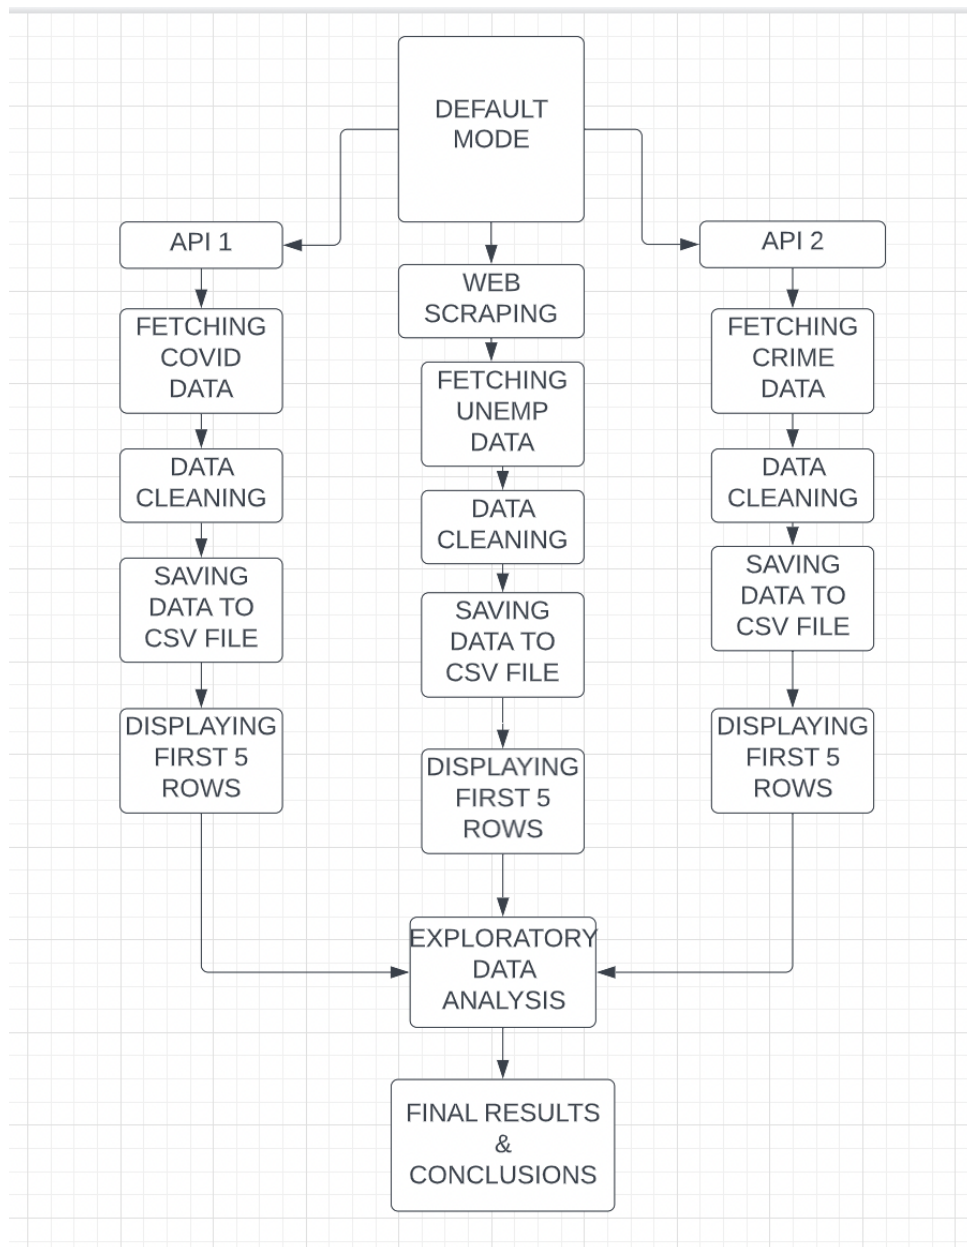 DEFAULT
MODE
API 1
FETCHING
COVID
DATA
DATA
CLEANING
SAVING
DATA TO
CSV FILE
DISPLAYING
FIRST 5
ROWS
WEB
SCRAPING
FETCHING
UNEMP
DATA
DATA
CLEANING
SAVING
DATA TO
CSV FILE
DISPLAYING
FIRST 5
ROWS
API 2
FETCHING
CRIME
DATA
DATA
CLEANING
SAVING
DATA TO
CSV FILE
DISPLAYING
FIRST 5
ROWS
EXPLORATORY
DATA
ANALYSIS
FINAL RESULTS
&
CONCLUSIONS